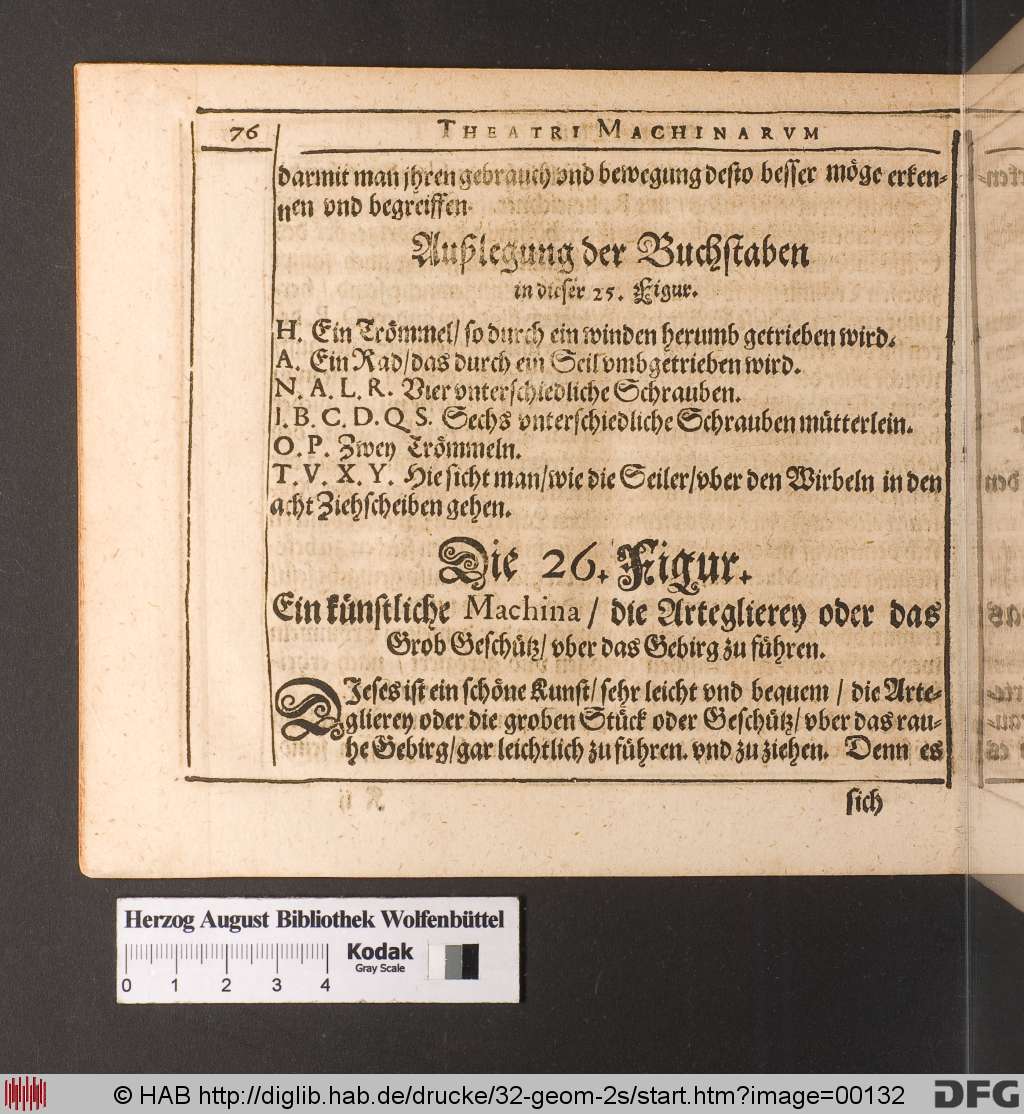 76 THEATRI MACHINARVM
darmit man jhren gebrauch vnd bewegung desto besser möge erken-
nen vnd begreiffen.
Außlegung der Buchstaben
in dieser 25. Figur.
H. Ein Trömmel/ so durch ein winden herumb getrieben wird.
A. Ein Rad/das durch ein Seil vmbgetrieben wird.
N. A. L. R. Vier vnterschiedliche Schrauben.
I. B. C. D. Q S. Sechs vnterschiedliche Schrauben mütterlein.
O. P. Zwey Trömmeln.
T. V. X. Y. Hie sicht man/wie die Seiler/vber den Wirbeln in den
acht Ziehscheiben gehen.
Die 26. Figur.
Ein künstliche Machina / die Arteglierey oder das
Grob Geschütz/ vber das Gebirg zu führen.
DIeses ist ein schöne Kunst/ sehr leicht vnd bequem / die Arte-
glierey oder die groben Stück oder Geschütz/ vber das rau-
he Gebirg/gar leichtlich zu führen. vnd zu ziehen. Denn es
sich
Herzog August Bibliothek Wolfenbüttel
0 1 2 3 4
Kodak
Gray Scale
© HAB http://diglib.hab.de/drucke/32-geom-2s/start.htm?image=00132
DFG